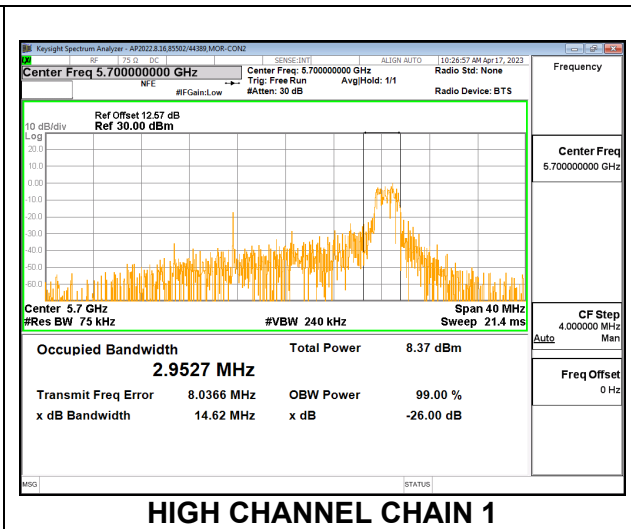 Keysight Spectrum Analyzer - AP2022.8.16,85502/44389,MOR-CON2
RF 75 Ω DC SENSE:INT ALIGN AUTO 10:26:57 AM Apr 17, 2023
Center Freq 5.700000000 GHz Center Freq: 5.700000000 GHz Radio Std: None Frequency
NFE Trig: Free Run Avg|Hold: 1/1
#IFGain:Low #Atten: 30 dB Radio Device: BTS
Ref Offset 12.57 dB
10 dB/div Ref 30.00 dBm
Log
20.0
10.0
0.00
-10.0
-20.0
-30.0
-40.0
-50.0
-60.0
Center Freq
5.700000000 GHz
Center 5.7 GHz Span 40 MHz
#Res BW 75 kHz #VBW 240 kHz Sweep 21.4 ms
CF Step
4.000000 MHz
Auto Man
Occupied Bandwidth Total Power 8.37 dBm
2.9527 MHz
Freq Offset
0 Hz
Transmit Freq Error 8.0366 MHz OBW Power 99.00 %
x dB Bandwidth 14.62 MHz x dB -26.00 dB
MSG STATUS
HIGH CHANNEL CHAIN 1